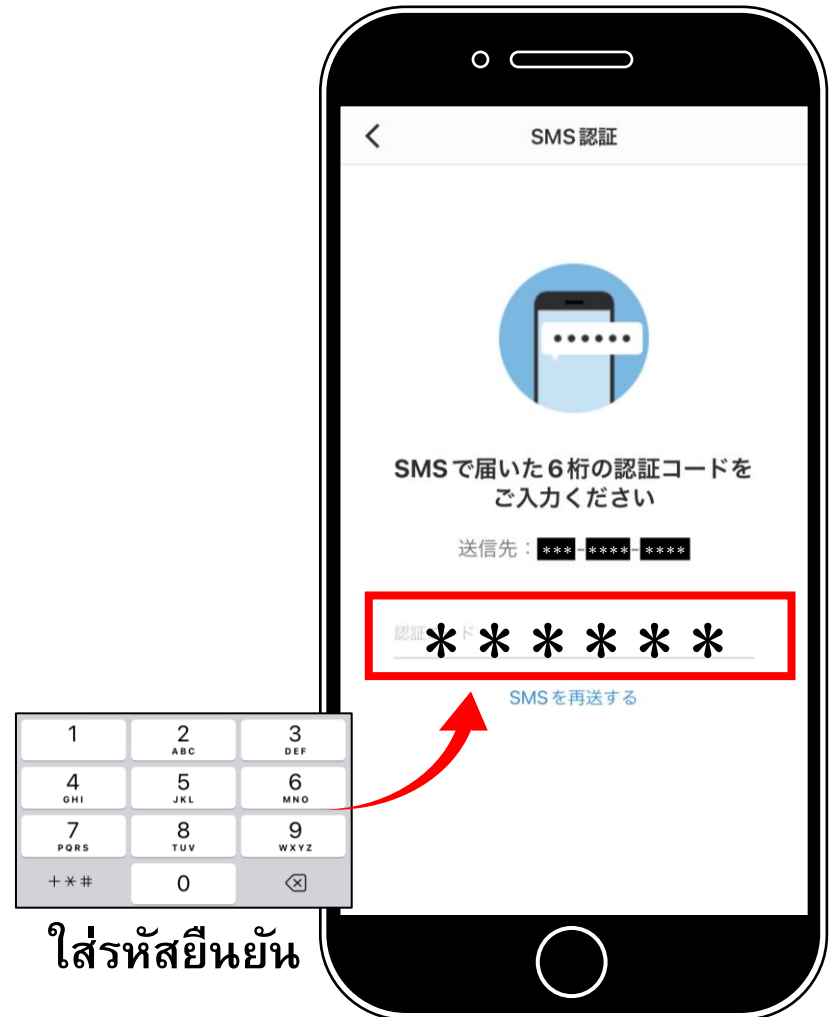 SMS認証
SMSで届いた6桁の認証コードを
ご入力ください
送信先：***-****-****
認証 ド
******
SMSを再送する
1 2 3
ABC DEF
4 5 6
GHI JKL MNO
7 8 9
PQRS TUV WXYZ
+*# 0
ใส่รหัสยืนยัน